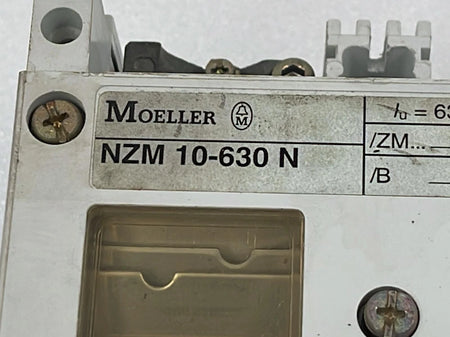 MOELLER M
NZM 10-630 N
Iu = 63
/ZM...
/B